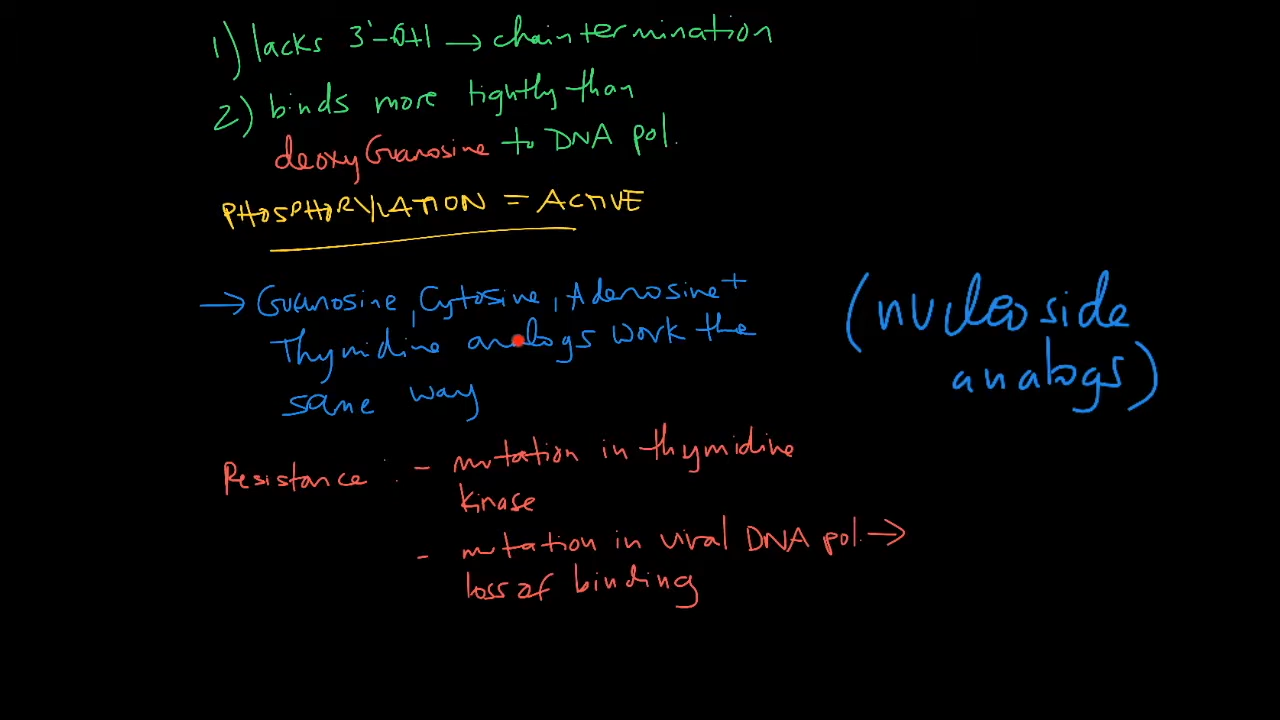 1) lacks 3'-OH → chain termination
2) binds more tightly than
deoxyGuanosine to DNA pol.
PHOSPHORYLATION = ACTIVE
→ Guanosine, Cytosine, Adenosine +
Thymidine analogs work the
same way
(nucleoside
analogs)
Resistance : - mutation in thymidine
kinase
- mutation in viral DNA pol. →
loss of binding